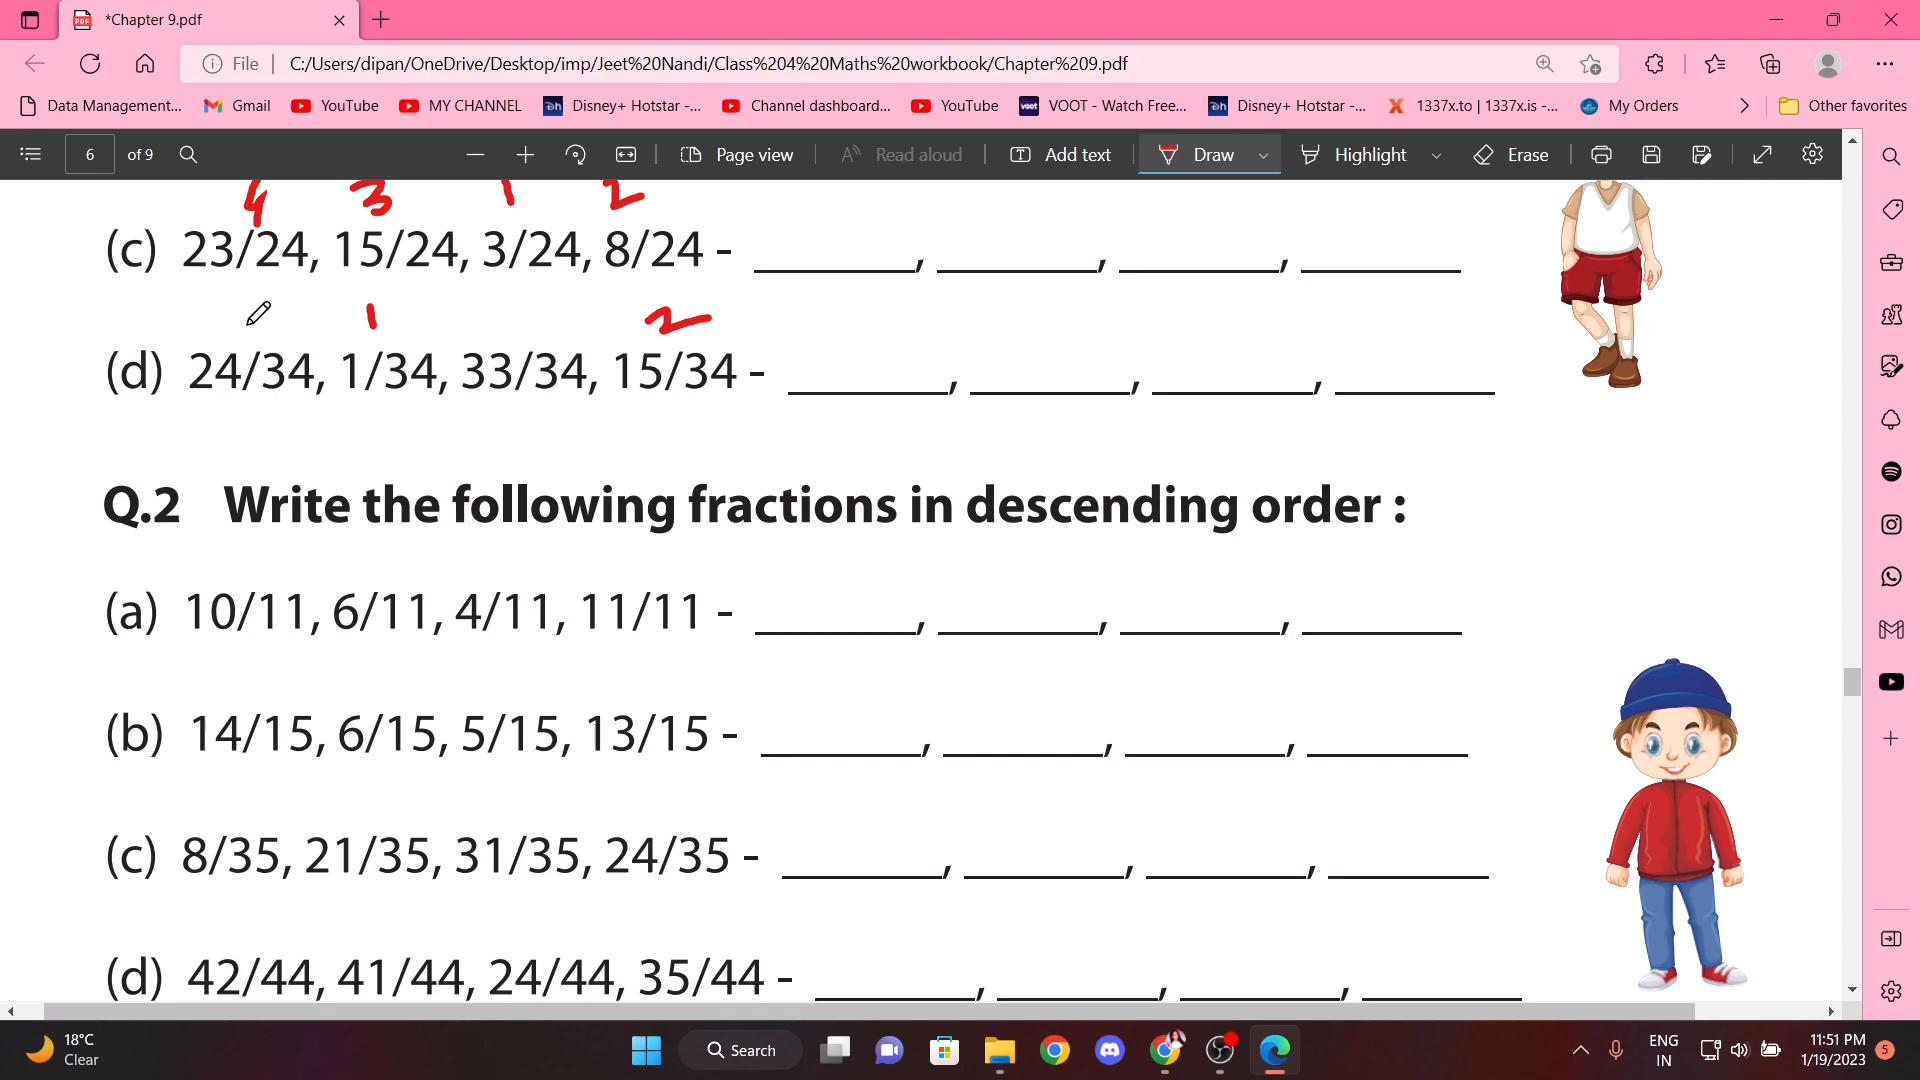 *Chapter 9.pdf
File
C:/Users/dipan/OneDrive/Desktop/imp/Jeet%20Nandi/Class%204%20Maths%20workbook/Chapter%209.pdf
Data Management... Gmail YouTube MY CHANNEL Disney+ Hotstar -... Channel dashboard... YouTube VOOT - Watch Free... Disney+ Hotstar -... 1337x.to | 1337x.is -... My Orders Other favorites
6 of 9 Page view Read aloud Add text Draw Highlight Erase
4 3 1 2
(c) 23/24, 15/24, 3/24, 8/24 - ______, ______, ______, ______
1 2
(d) 24/34, 1/34, 33/34, 15/34 - ______, ______, ______, ______
Q.2 Write the following fractions in descending order :
(a) 10/11, 6/11, 4/11, 11/11 - ______, ______, ______, ______
(b) 14/15, 6/15, 5/15, 13/15 - ______, ______, ______, ______
(c) 8/35, 21/35, 31/35, 24/35 - ______, ______, ______, ______
(d) 42/44, 41/44, 24/44, 35/44 - ______, ______, ______, ______
18°C
Clear
Search
ENG
IN
11:51 PM
1/19/2023
5